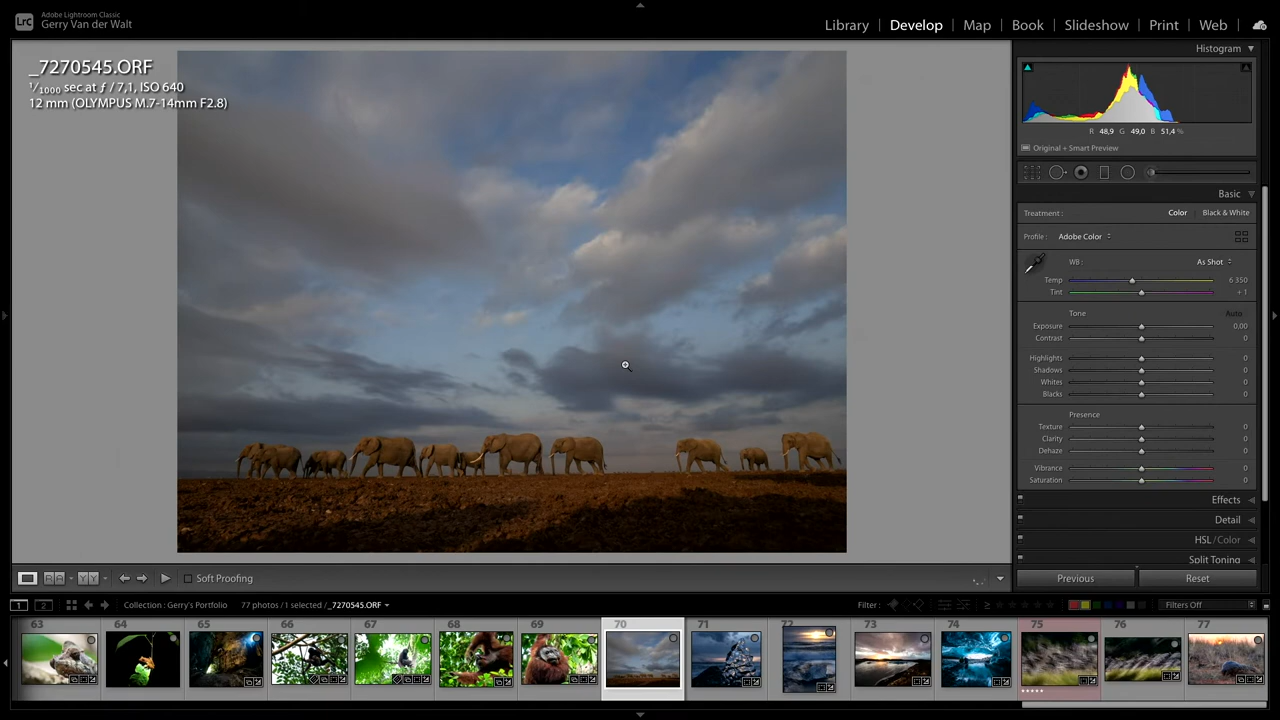 Lrc
Adobe Lightroom Classic
Gerry Van der Walt
Library | Develop | Map | Book | Slideshow | Print | Web
_7270545.ORF
1/1000 sec at ƒ / 7,1, ISO 640
12 mm (OLYMPUS M.7-14mm F2.8)
Histogram
R 48,9 G 49,0 B 51,4 %
Original + Smart Preview
Basic
Treatment : Color Black & White
Profile : Adobe Color
WB : As Shot
Temp 6 350
Tint + 1
Tone Auto
Exposure 0,00
Contrast 0
Highlights 0
Shadows 0
Whites 0
Blacks 0
Presence
Texture 0
Clarity 0
Dehaze 0
Vibrance 0
Saturation 0
Effects
Detail
HSL / Color
Split Toning
R A Y Y Soft Proofing
Previous Reset
1 2 Collection : Gerry's Portfolio 77 photos / 1 selected / _7270545.ORF Filter : Filters Off
63 64 65 66 67 68 69 70 71 72 73 74 75 76 77